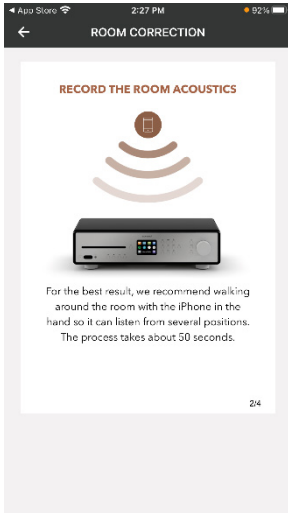 ◄ App Store 2:27 PM 92%
ROOM CORRECTION
RECORD THE ROOM ACOUSTICS
For the best result, we recommend walking
around the room with the iPhone in the
hand so it can listen from several positions.
The process takes about 50 seconds.
2/4